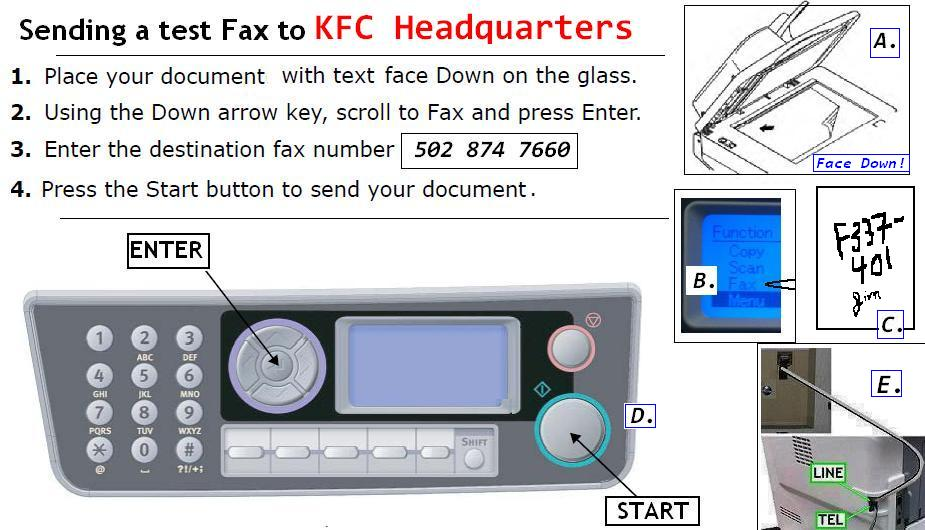 Sending a test Fax to KFC Headquarters
1. Place your document with text face Down on the glass.
2. Using the Down arrow key, scroll to Fax and press Enter.
3. Enter the destination fax number 502 874 7660
4. Press the Start button to send your document.
A.
Face Down!
Function
Copy
Scan
Fax
Menu
B.
F337-
401
jim
C.
ENTER
1 2 3
ABC DEF
4 5 6
GHI JKL MNO
7 8 9
PQRS TUV WXYZ
* 0 #
@ ?!/+;
SHIFT
D.
START
E.
LINE
TEL